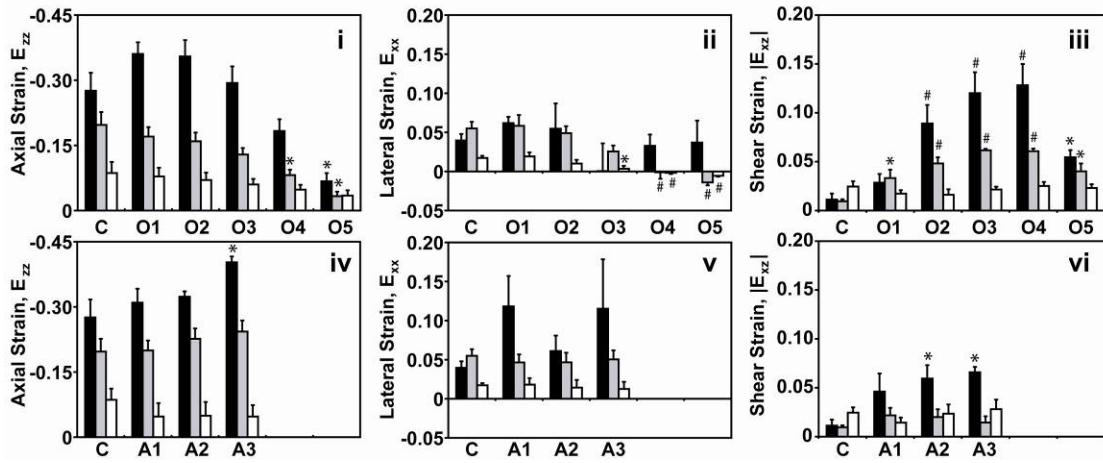 -0.45
-0.30
-0.15
0
Axial Strain, Ezz
i
*
*
*
C O1 O2 O3 O4 O5
0.20
0.15
0.10
0.05
0.00
-0.05
Lateral Strain, Exx
ii
*
# #
# #
C O1 O2 O3 O4 O5
0.20
0.15
0.10
0.05
0
Shear Strain, |Exz|
iii
*
#
#
#
#
#
#
*
*
C O1 O2 O3 O4 O5
-0.45
-0.30
-0.15
0
Axial Strain, Ezz
iv
*
C A1 A2 A3
0.20
0.15
0.10
0.05
0.00
-0.05
Lateral Strain, Exx
v
C A1 A2 A3
0.20
0.15
0.10
0.05
0
Shear Strain, |Exz|
vi
* *
C A1 A2 A3